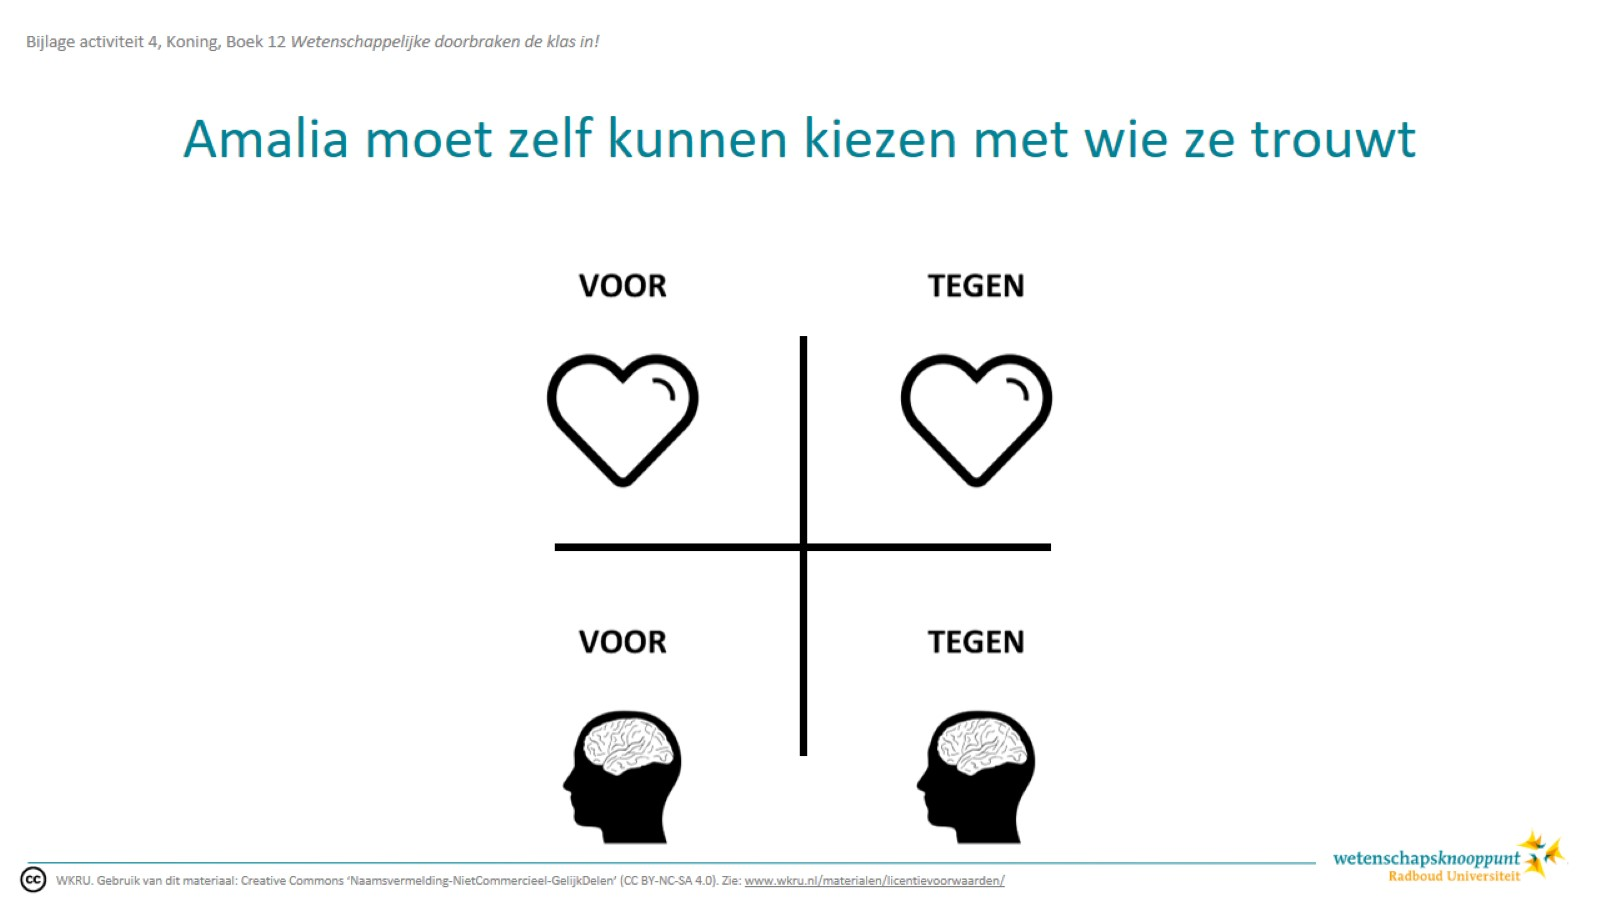 Bijlage activiteit 4, Koning, Boek 12 Wetenschappelijke doorbraken de klas in!
Amalia moet zelf kunnen kiezen met wie ze trouwt
VOOR TEGEN
VOOR TEGEN
wetenschapsknooppunt
Radboud Universiteit
cc WKRU. Gebruik van dit materiaal: Creative Commons ‘Naamsvermelding-NietCommercieel-GelijkDelen’ (CC BY-NC-SA 4.0). Zie: www.wkru.nl/materialen/licentievoorwaarden/